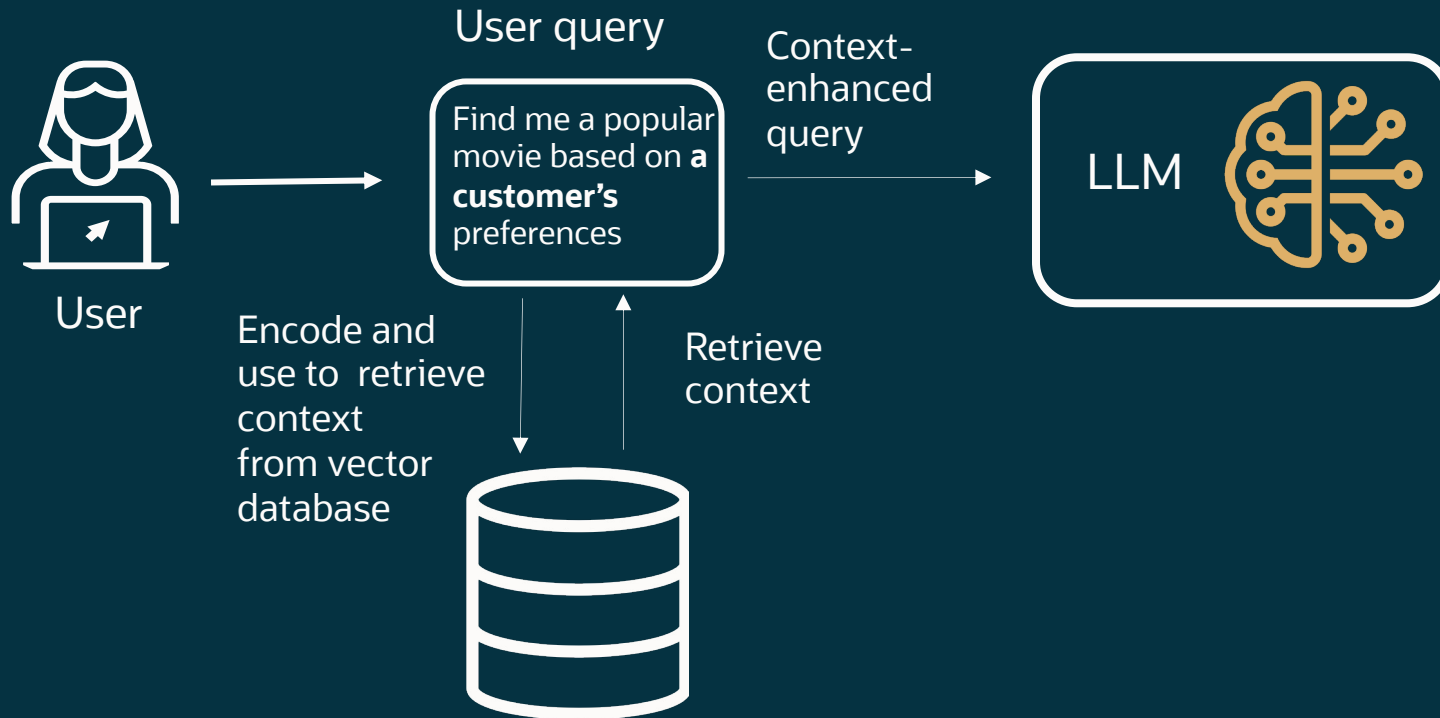 User query
Find me a popular
movie based on a
customer's
preferences
Context-
enhanced
query
LLM
User
Encode and
use to  retrieve
context
from vector
database
Retrieve
context